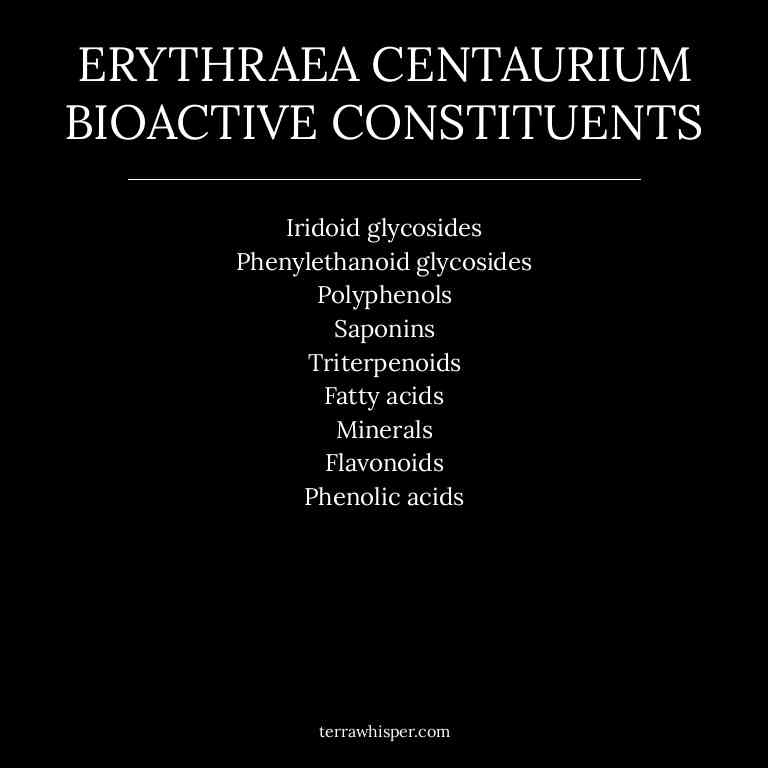 ERYTHRAEA CENTAURIUM
BIOACTIVE CONSTITUENTS
Iridoid glycosides
Phenylethanoid glycosides
Polyphenols
Saponins
Triterpenoids
Fatty acids
Minerals
Flavonoids
Phenolic acids
terrawhisper.com